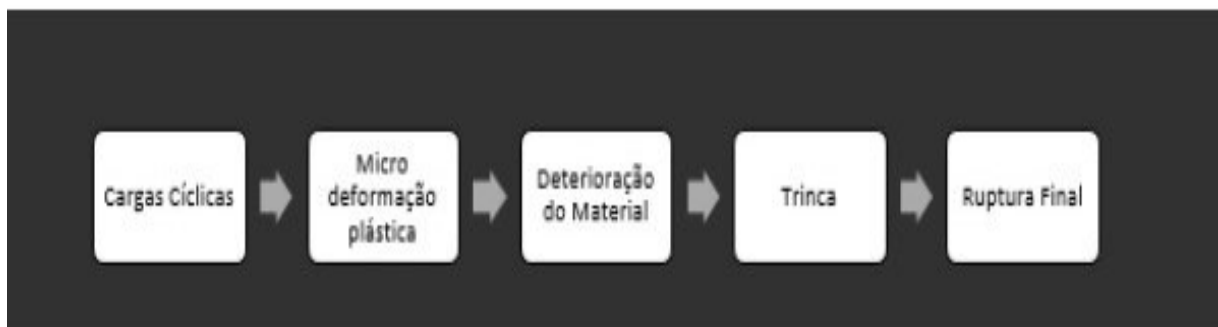 Cargas Cíclicas
Micro
deformação
plástica
Deterioração
do Material
Trinca
Ruptura Final